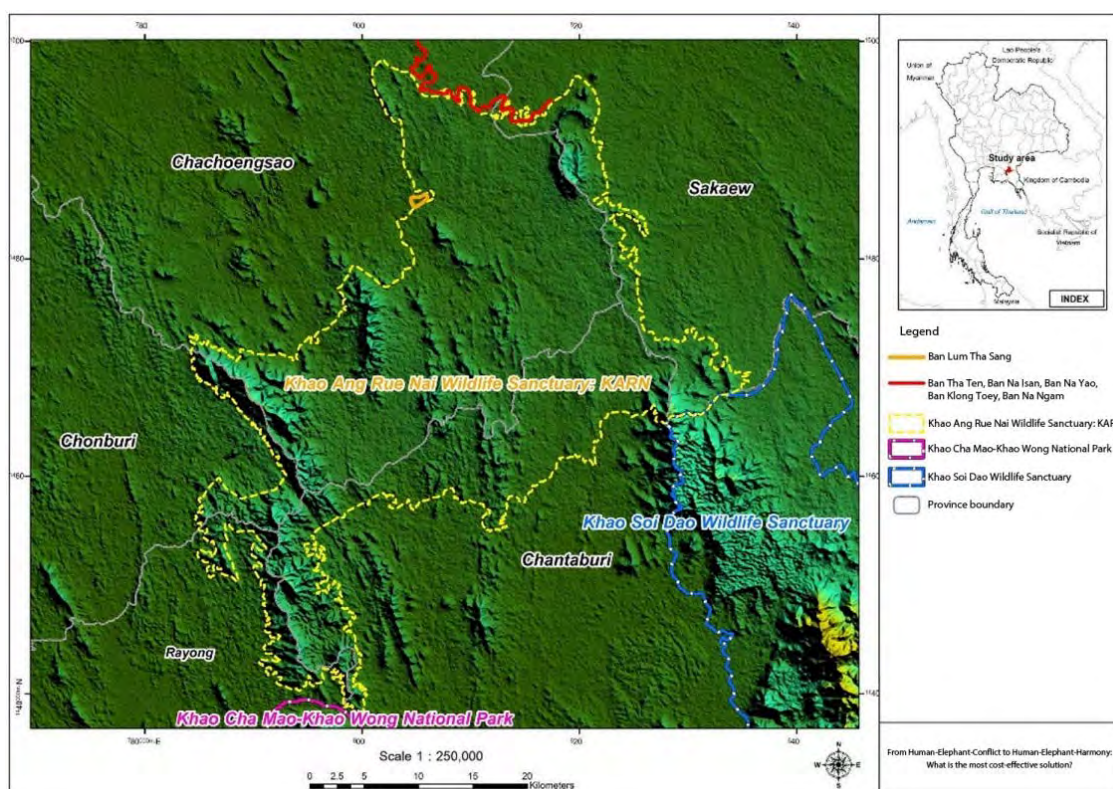 780
800
820
840
1500
Chachoengsao
Sakaew
1480
Khao Ang Rue Nai Wildlife Sanctuary: KARN
Chonburi
1460
Khao Soi Dao Wildlife Sanctuary
Chantaburi
Rayong
Khao Cha Mao-Khao Wong National Park
800
820
840
Scale 1 : 250,000
0 2.5 5 10 15 20
Kilometers
N
W E
S
Union of
Myanmar
Lao People's
Democratic Republic
Study area
Kingdom of Cambodia
Andaman
Gulf of Thailand
Socialist Republic of
Vietnam
Malaysia
INDEX
Legend
Ban Lum Tha Sang
Ban Tha Ten, Ban Na Isan, Ban Na Yao,
Ban Klong Toey, Ban Na Ngam
Khao Ang Rue Nai Wildlife Sanctuary: KAR
Khao Cha Mao-Khao Wong National Park
Khao Soi Dao Wildlife Sanctuary
Province boundary
From Human-Elephant-Conflict to Human-Elephant-Harmony:
What is the most cost-effective solution?